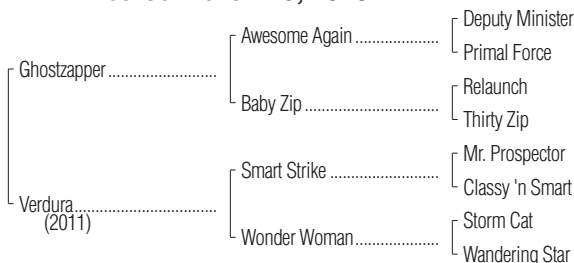 Deputy Minister
Awesome Again
Primal Force
Ghostzapper
Relaunch
Baby Zip
Thirty Zip
Mr. Prospector
Smart Strike
Classy 'n Smart
Verdura
(2011)
Storm Cat
Wonder Woman
Wandering Star